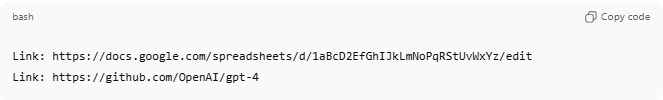 bash
Copy code
Link: https://docs.google.com/spreadsheets/d/1aBcD2EfGhIJkLmNoPqRStUvWxYz/edit
Link: https://github.com/OpenAI/gpt-4